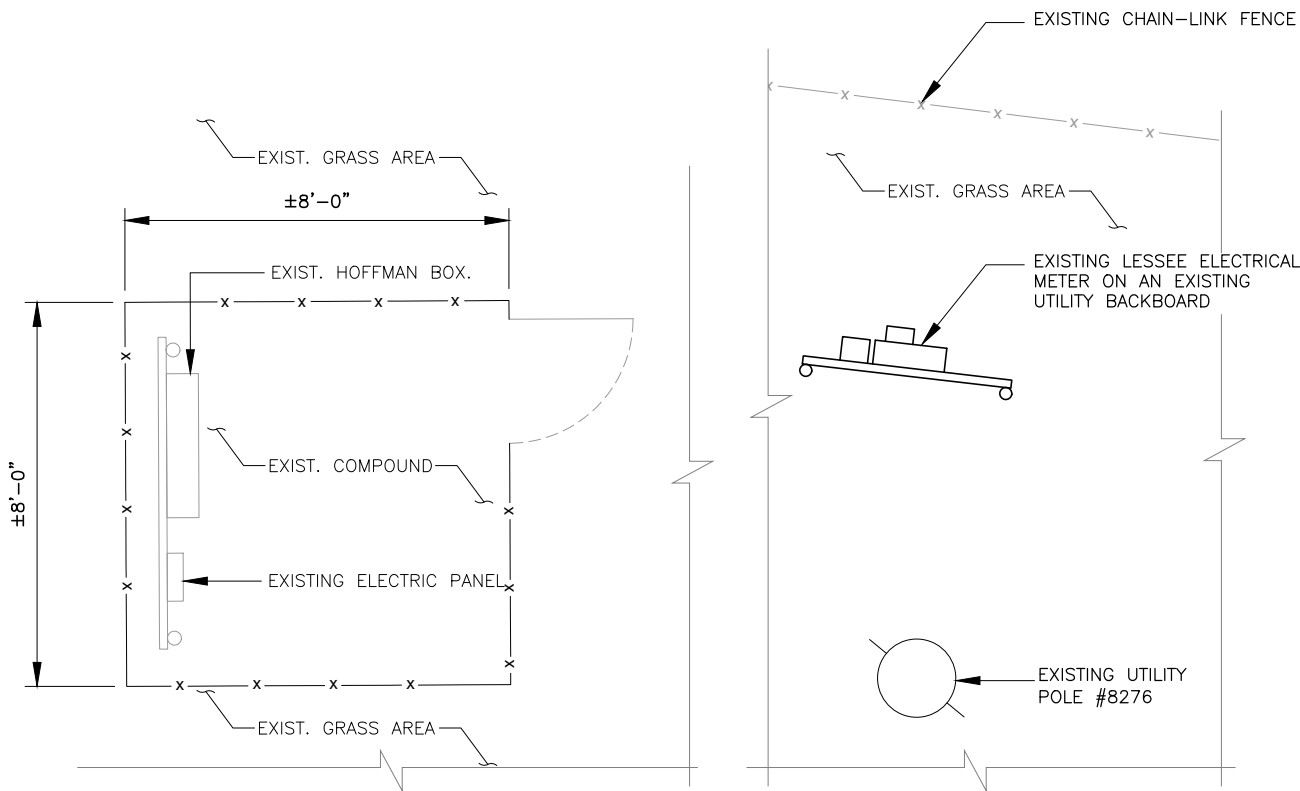 EXISTING CHAIN-LINK FENCE
EXIST. GRASS AREA
±8'-0"
EXIST. GRASS AREA
EXIST. HOFFMAN BOX.
EXISTING LESSEE ELECTRICAL
METER ON AN EXISTING
UTILITY BACKBOARD
±8'-0"
EXIST. COMPOUND
EXISTING ELECTRIC PANEL
EXISTING UTILITY
POLE #8276
EXIST. GRASS AREA